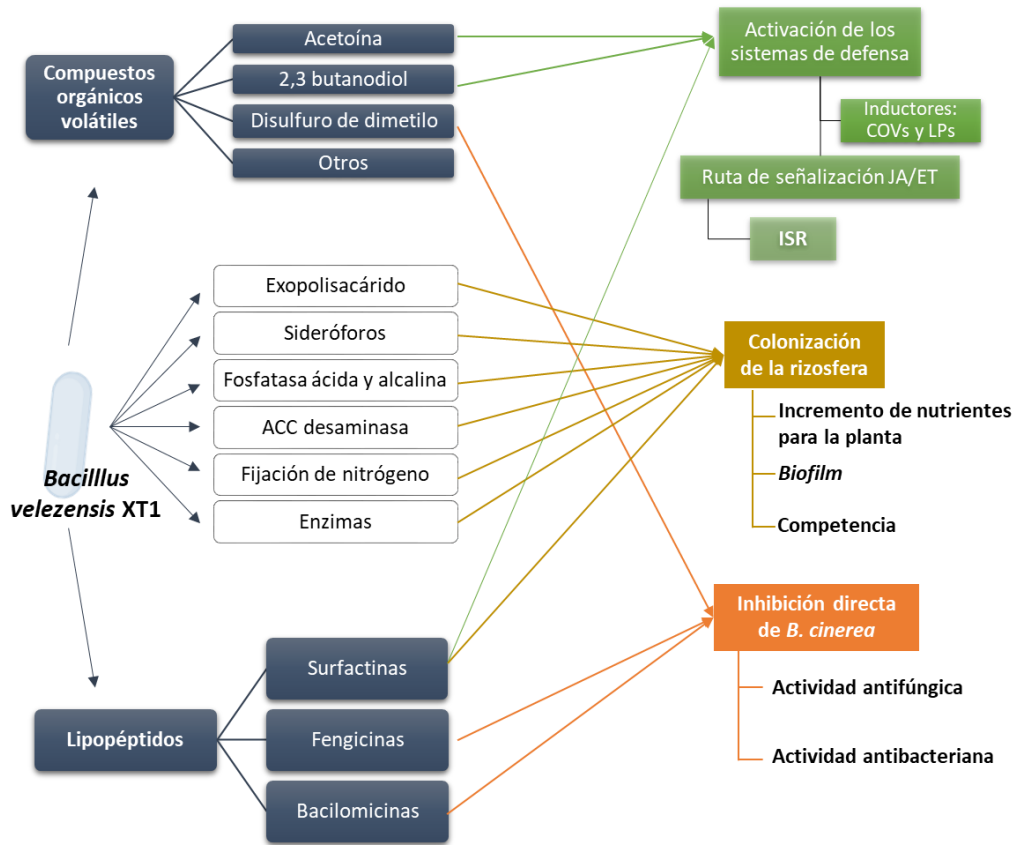 Compuestos
orgánicos
volátiles
Acetoína
2,3 butanodiol
Disulfuro de dimetilo
Otros
Activación de los
sistemas de defensa
Inductores:
COVs y LPs
Ruta de señalización JA/ET
ISR
Bacilllus
velezensis XT1
Exopolisacárido
Sideróforos
Fosfatasa ácida y alcalina
ACC desaminasa
Fijación de nitrógeno
Enzimas
Colonización
de la rizosfera
Incremento de nutrientes
para la planta
Biofilm
Competencia
Lipopéptidos
Surfactinas
Fengicinas
Bacilomicinas
Inhibición directa
de B. cinerea
Actividad antifúngica
Actividad antibacteriana